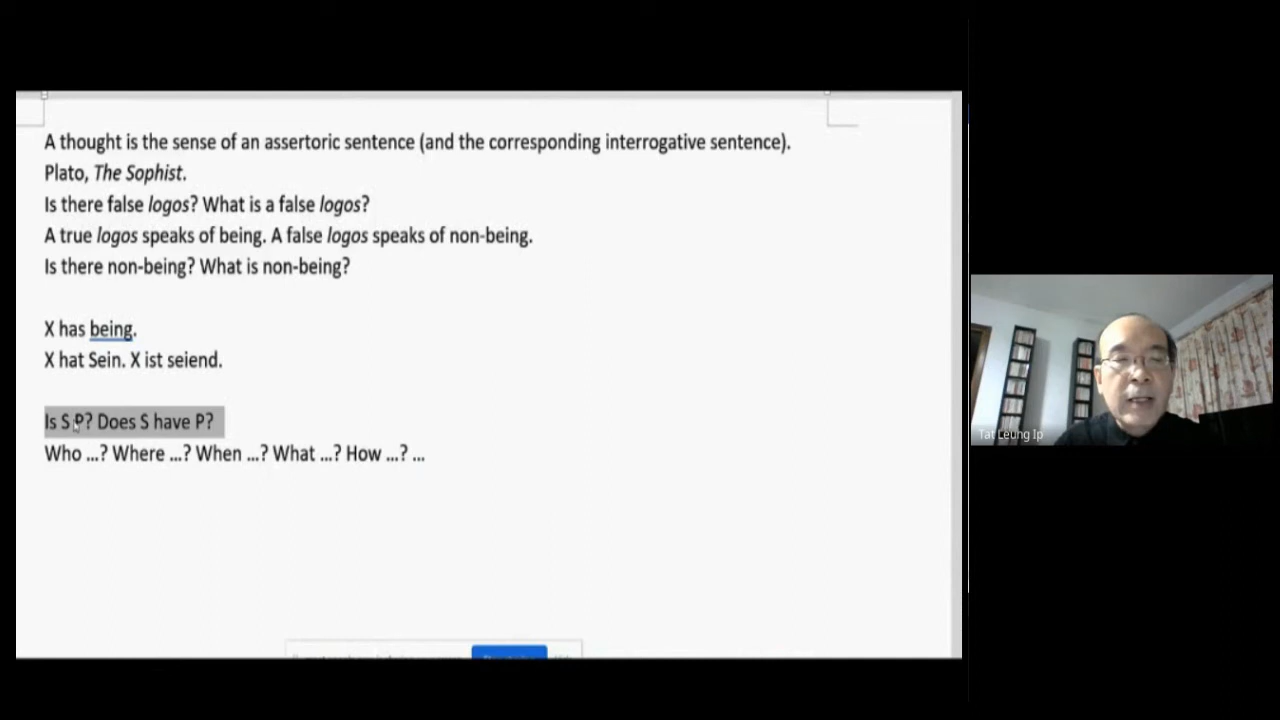 A thought is the sense of an assertoric sentence (and the corresponding interrogative sentence).
Plato, The Sophist.
Is there false logos? What is a false logos?
A true logos speaks of being. A false logos speaks of non-being.
Is there non-being? What is non-being?
X has being.
X hat Sein. X ist seiend.
Is S P? Does S have P?
Who ...? Where ...? When ...? What ...? How ...? ...
Tat Leung Ip